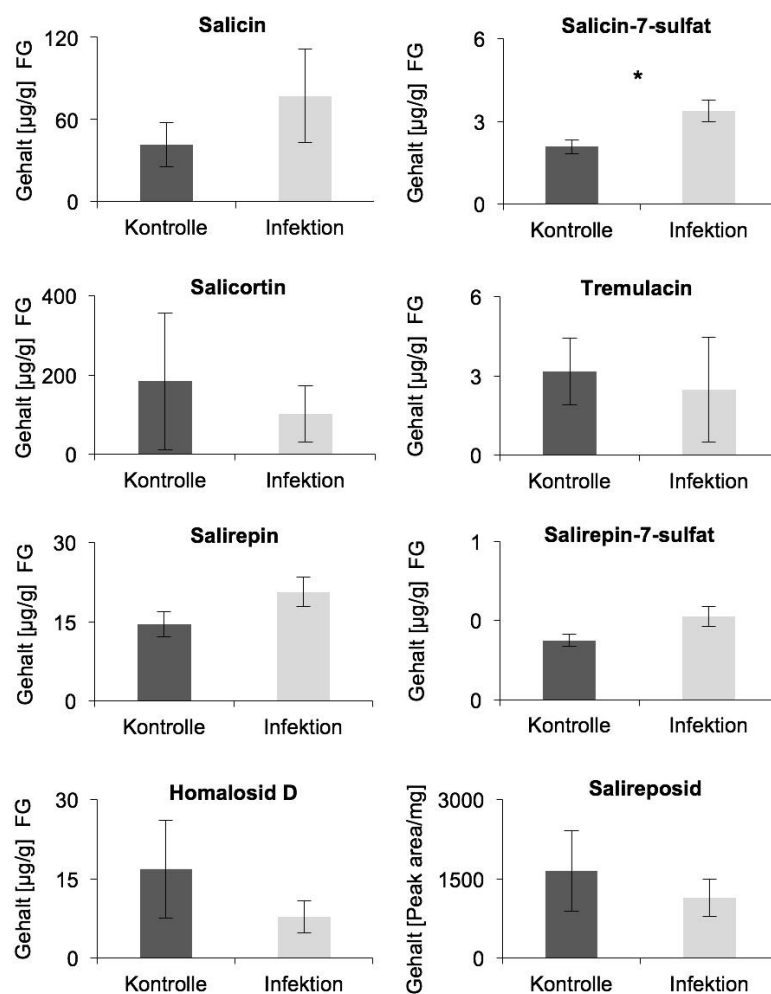 Salicin
Gehalt [µg/g] FG
120
60
0
Kontrolle Infektion
Salicin-7-sulfat
Gehalt [µg/g] FG
6
3
0
*
Kontrolle Infektion
Salicortin
Gehalt [µg/g] FG
400
200
0
Kontrolle Infektion
Tremulacin
Gehalt [µg/g] FG
6
3
0
Kontrolle Infektion
Salirepin
Gehalt [µg/g] FG
30
15
0
Kontrolle Infektion
Salirepin-7-sulfat
Gehalt [µg/g] FG
1
0
0
Kontrolle Infektion
Homalosid D
Gehalt [µg/g] FG
30
15
0
Kontrolle Infektion
Salireposid
Gehalt [Peak area/mg]
3000
1500
0
Kontrolle Infektion